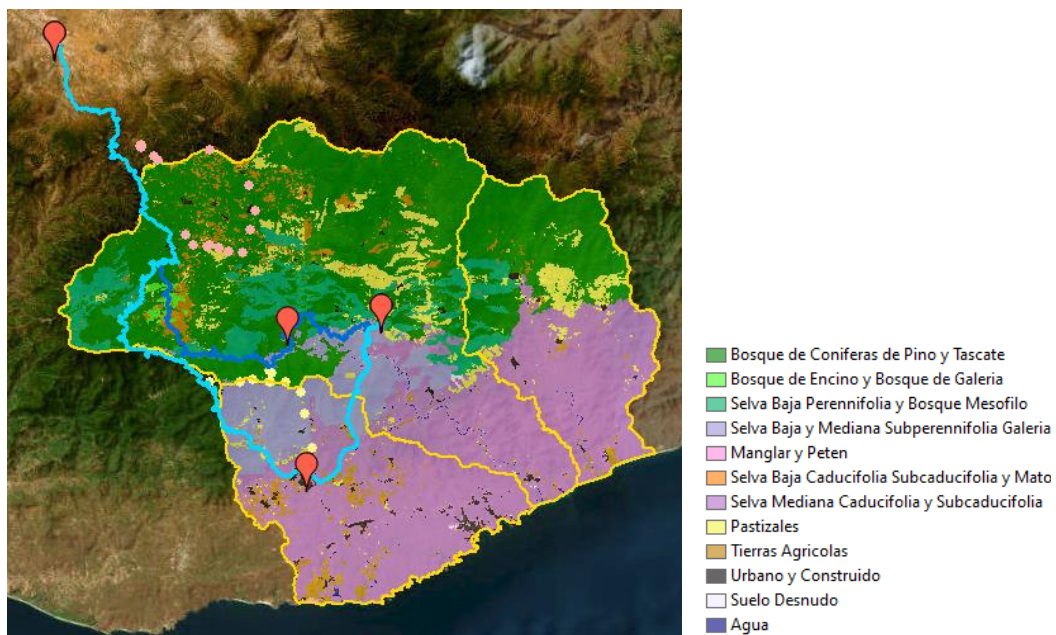 Bosque de Coniferas de Pino y Tascate
Bosque de Encino y Bosque de Galeria
Selva Baja Perennifolia y Bosque Mesofilo
Selva Baja y Mediana Subperennifolia Galeria
Manglar y Peten
Selva Baja Caducifolia Subcaducifolia y Mato
Selva Mediana Caducifolia y Subcaducifolia
Pastizales
Tierras Agricolas
Urbano y Construido
Suelo Desnudo
Agua